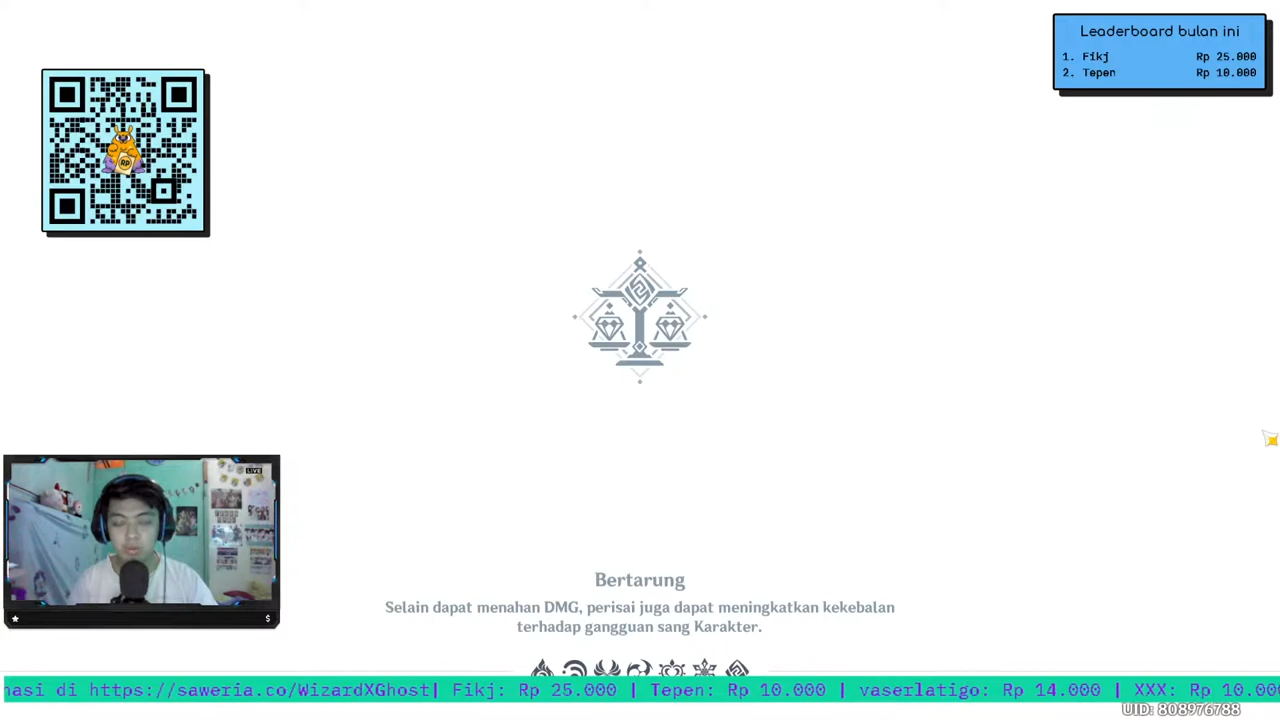 Leaderboard bulan ini
1. Fikj Rp 25.000
2. Tepen Rp 10.000
RP
LIVE
Bertarung
Selain dapat menahan DMG, perisai juga dapat meningkatkan kekebalan
terhadap gangguan sang Karakter.
nasi di https://saweria.co/WizardXGhost| Fikj: Rp 25.000 | Tepen: Rp 10.000 | vaserlatigo: Rp 14.000 | XXX: Rp 10.000
UID: 808976788